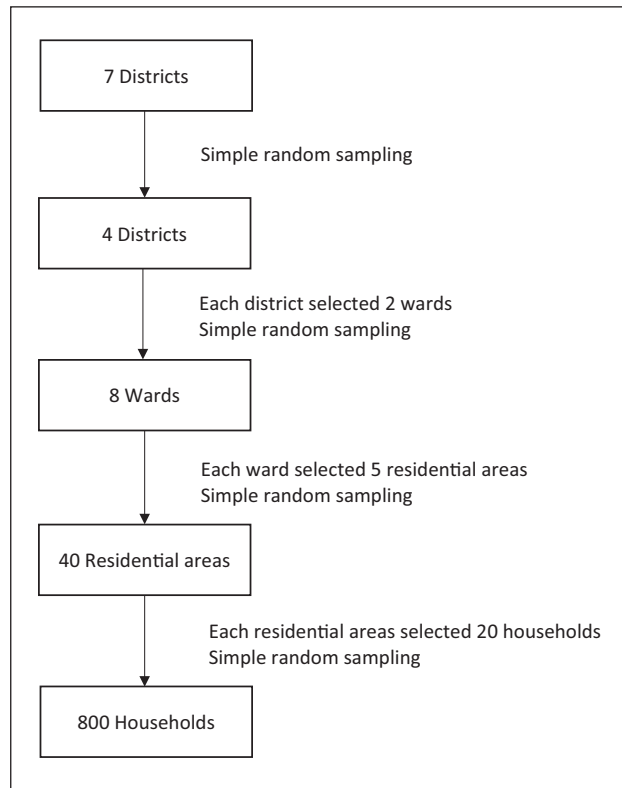 7 Districts
Simple random sampling
4 Districts
Each district selected 2 wards
Simple random sampling
8 Wards
Each ward selected 5 residential areas
Simple random sampling
40 Residential areas
Each residential areas selected 20 households
Simple random sampling
800 Households